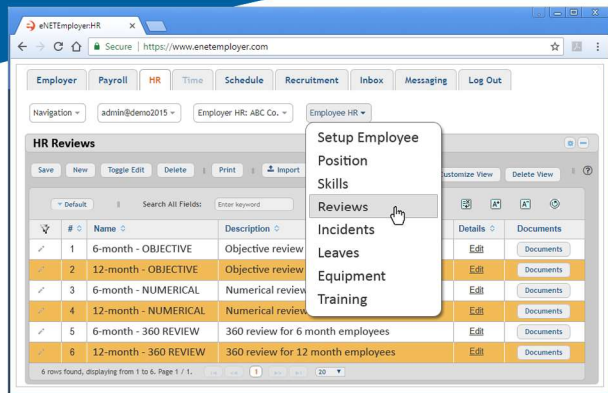 eNETEmployer:HR
Secure | https://www.enetemployer.com
Employer Payroll HR Time Schedule Recruitment Inbox Messaging Log Out
Navigation admin@demo2015 Employer HR: ABC Co. Employee HR
Setup Employee
Position
Skills
Reviews
Incidents
Leaves
Equipment
Training
HR Reviews
Save New Toggle Edit Delete Print Import Customize View Delete View
Default Search All Fields: Enter keyword
# Name Description Details Documents
1 6-month - OBJECTIVE Objective review Edit Documents
2 12-month - OBJECTIVE Objective review Edit Documents
3 6-month - NUMERICAL Numerical review Edit Documents
4 12-month - NUMERICAL Numerical review Edit Documents
5 6-month - 360 REVIEW 360 review for 6 month employees Edit Documents
6 12-month - 360 REVIEW 360 review for 12 month employees Edit Documents
6 rows found, displaying from 1 to 6. Page 1 / 1. 1 20